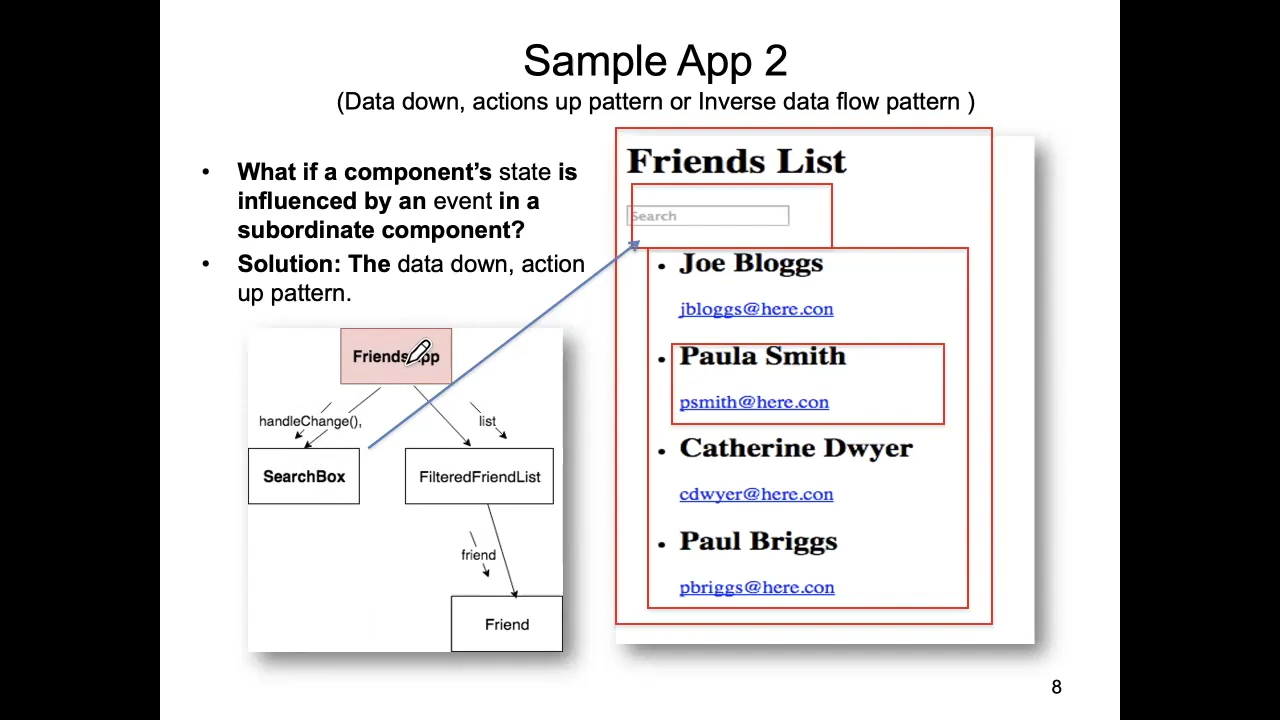 Sample App 2
(Data down, actions up pattern or Inverse data flow pattern )
• What if a component’s state is
influenced by an event in a
subordinate component?
• Solution: The data down, action
up pattern.
handleChange(),
list
SearchBox
FilteredFriendList
friend
Friend
Friends List
Search
• Joe Bloggs
jbloggs@here.con
• Paula Smith
psmith@here.con
• Catherine Dwyer
cdwyer@here.con
• Paul Briggs
pbriggs@here.con
8